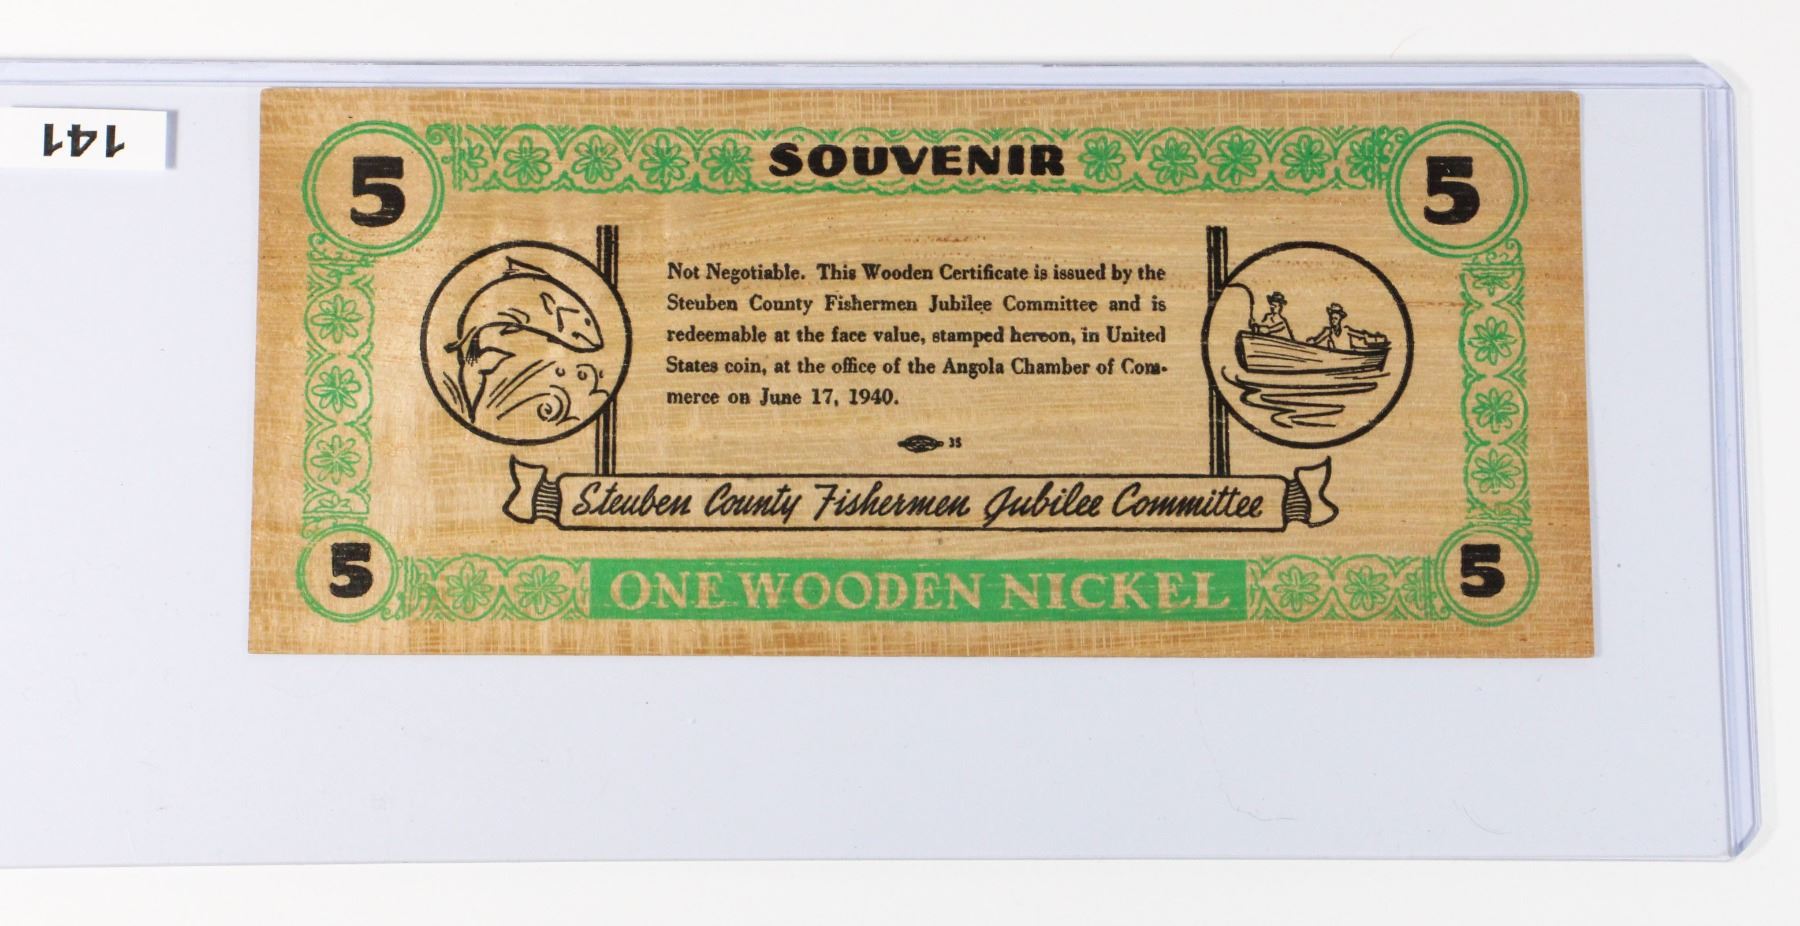 141
5 SOUVENIR 5
Not Negotiable. This Wooden Certificate is issued by the
Steuben County Fishermen Jubilee Committee and is
redeemable at the face value, stamped hereon, in United
States coin, at the office of the Angola Chamber of Com-
merce on June 17, 1940.
35
Steuben County Fishermen Jubilee Committee
5 ONE WOODEN NICKEL 5